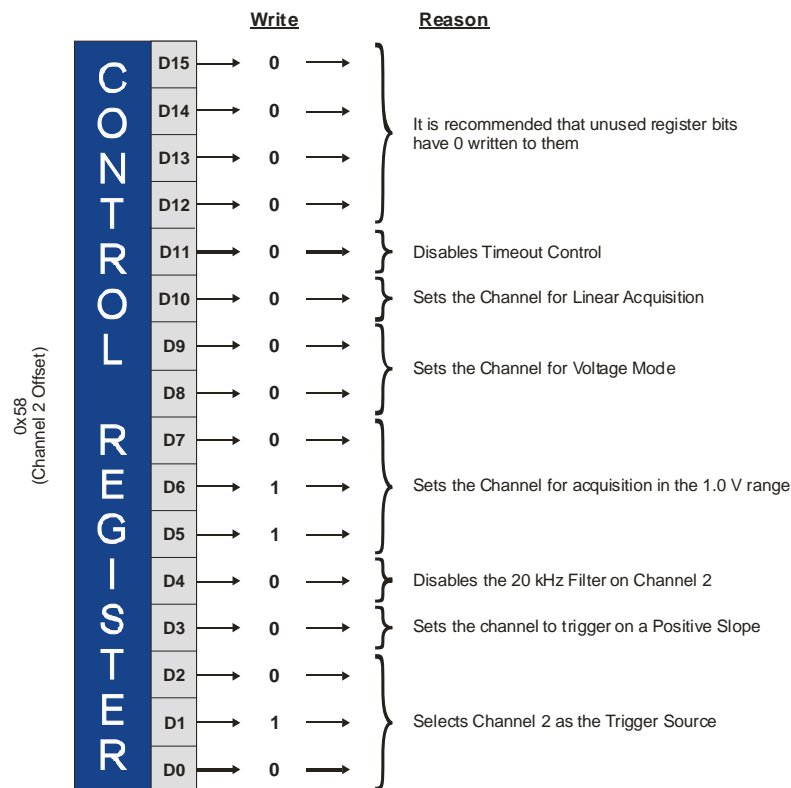 Write Reason
CONTROL REGISTER
0x58
(Channel 2 Offset)
D15 0
D14 0
D13 0
D12 0
It is recommended that unused register bits
have 0 written to them
D11 0 Disables Timeout Control
D10 0 Sets the Channel for Linear Acquisition
D9 0
D8 0
Sets the Channel for Voltage Mode
D7 0
D6 1 Sets the Channel for acquisition in the 1.0 V range
D5 1
D4 0 Disables the 20 kHz Filter on Channel 2
D3 0 Sets the channel to trigger on a Positive Slope
D2 0
D1 1 Selects Channel 2 as the Trigger Source
D0 0